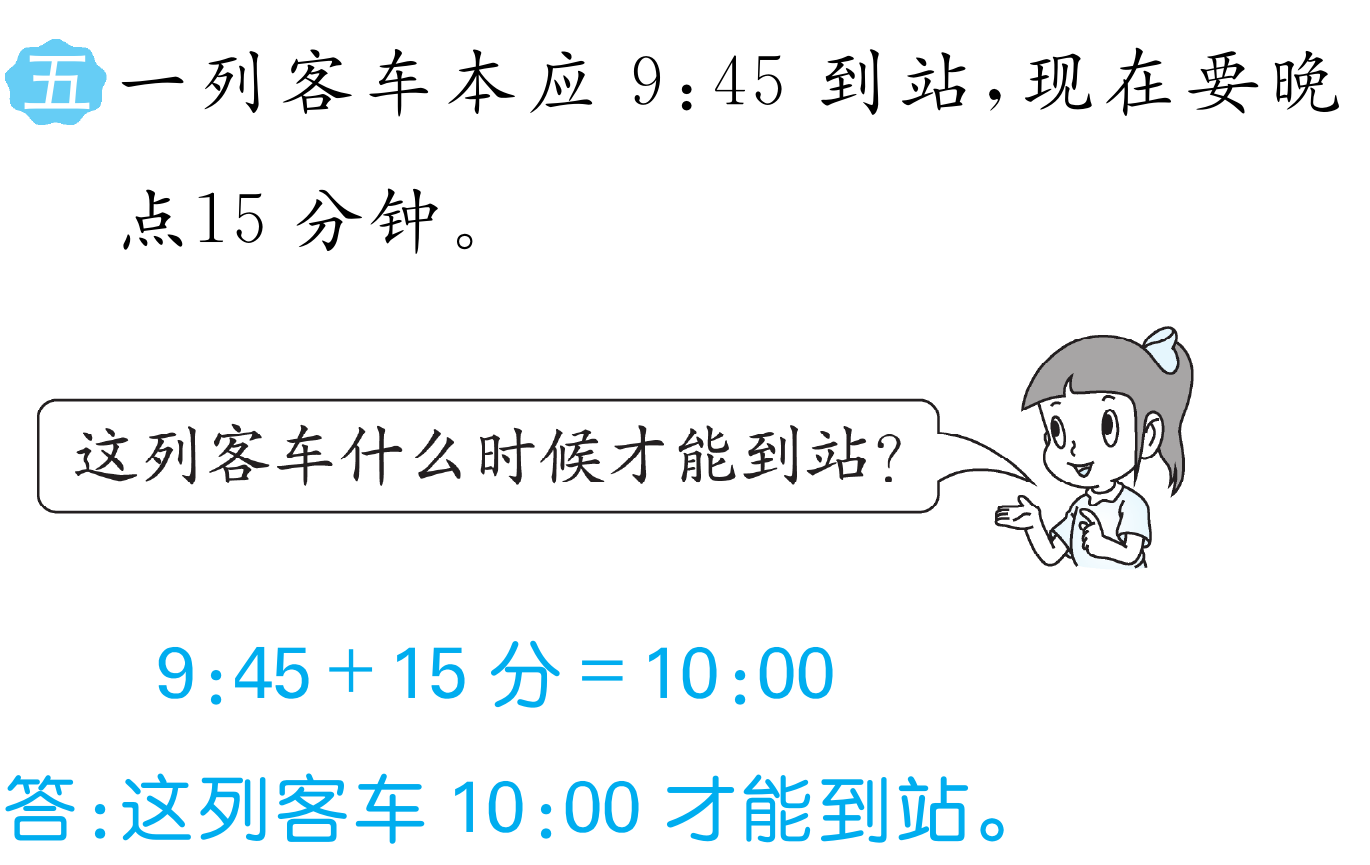 五 一列客车本应 9:45 到站,现在要晚
点15 分钟。
这列客车什么时候才能到站?
9:45+15 分=10:00
答:这列客车 10:00 才能到站。